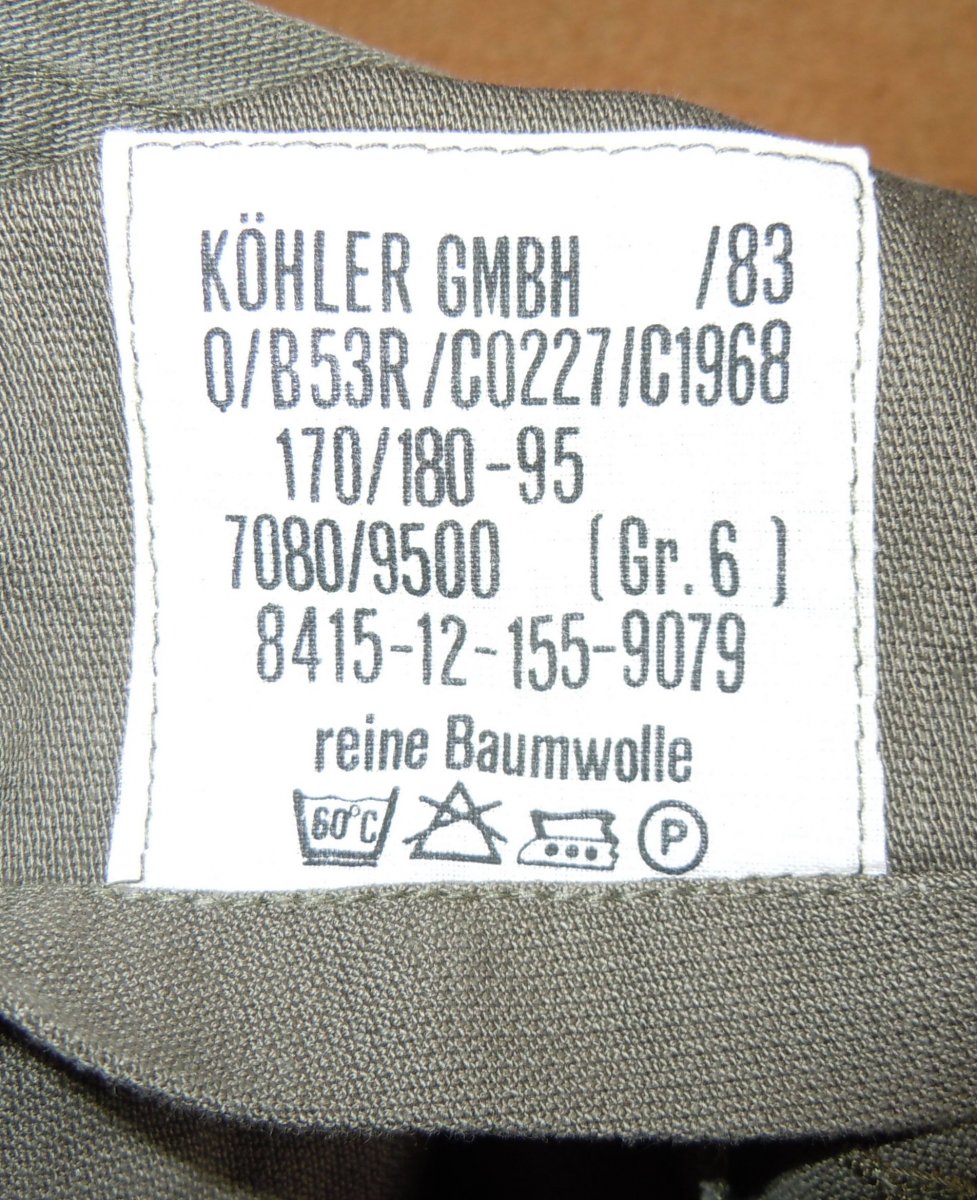 KÖHLER GMBH /83
0/B53R/C0227/C1968
170/180-95
7080/9500 (Gr. 6)
8415-12-155-9079
reine Baumwolle
60°C P